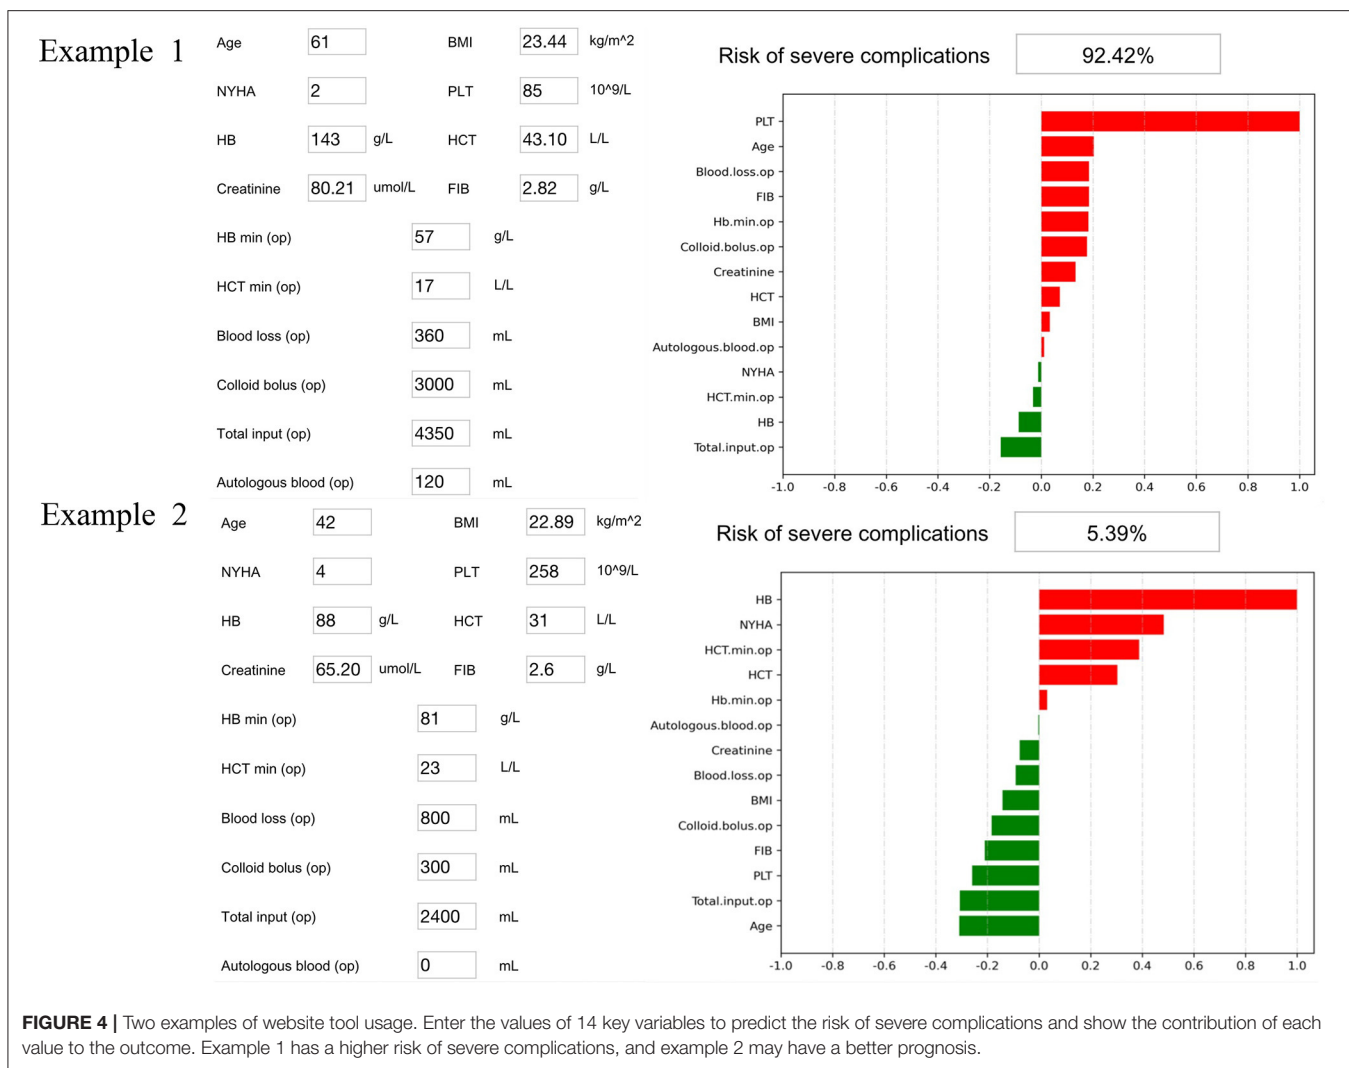 Example 1
Age 61 BMI 23.44 kg/m^2
NYHA 2 PLT 85 10^9/L
HB 143 g/L HCT 43.10 L/L
Creatinine 80.21 umol/L FIB 2.82 g/L
HB min (op) 57 g/L
HCT min (op) 17 L/L
Blood loss (op) 360 mL
Colloid bolus (op) 3000 mL
Total input (op) 4350 mL
Autologous blood (op) 120 mL
Risk of severe complications 92.42%
PLT
Age
Blood.loss.op
FIB
Hb.min.op
Colloid.bolus.op
Creatinine
HCT
BMI
Autologous.blood.op
NYHA
HCT.min.op
HB
Total.input.op
-1.0 -0.8 -0.6 -0.4 -0.2 0.0 0.2 0.4 0.6 0.8 1.0
Example 2
Age 42 BMI 22.89 kg/m^2
NYHA 4 PLT 258 10^9/L
HB 88 g/L HCT 31 L/L
Creatinine 65.20 umol/L FIB 2.6 g/L
HB min (op) 81 g/L
HCT min (op) 23 L/L
Blood loss (op) 800 mL
Colloid bolus (op) 300 mL
Total input (op) 2400 mL
Autologous blood (op) 0 mL
Risk of severe complications 5.39%
HB
NYHA
HCT.min.op
HCT
Hb.min.op
Autologous.blood.op
Creatinine
Blood.loss.op
BMI
Colloid.bolus.op
FIB
PLT
Total.input.op
Age
-1.0 -0.8 -0.6 -0.4 -0.2 0.0 0.2 0.4 0.6 0.8 1.0
FIGURE 4 | Two examples of website tool usage. Enter the values of 14 key variables to predict the risk of severe complications and show the contribution of each
value to the outcome. Example 1 has a higher risk of severe complications, and example 2 may have a better prognosis.